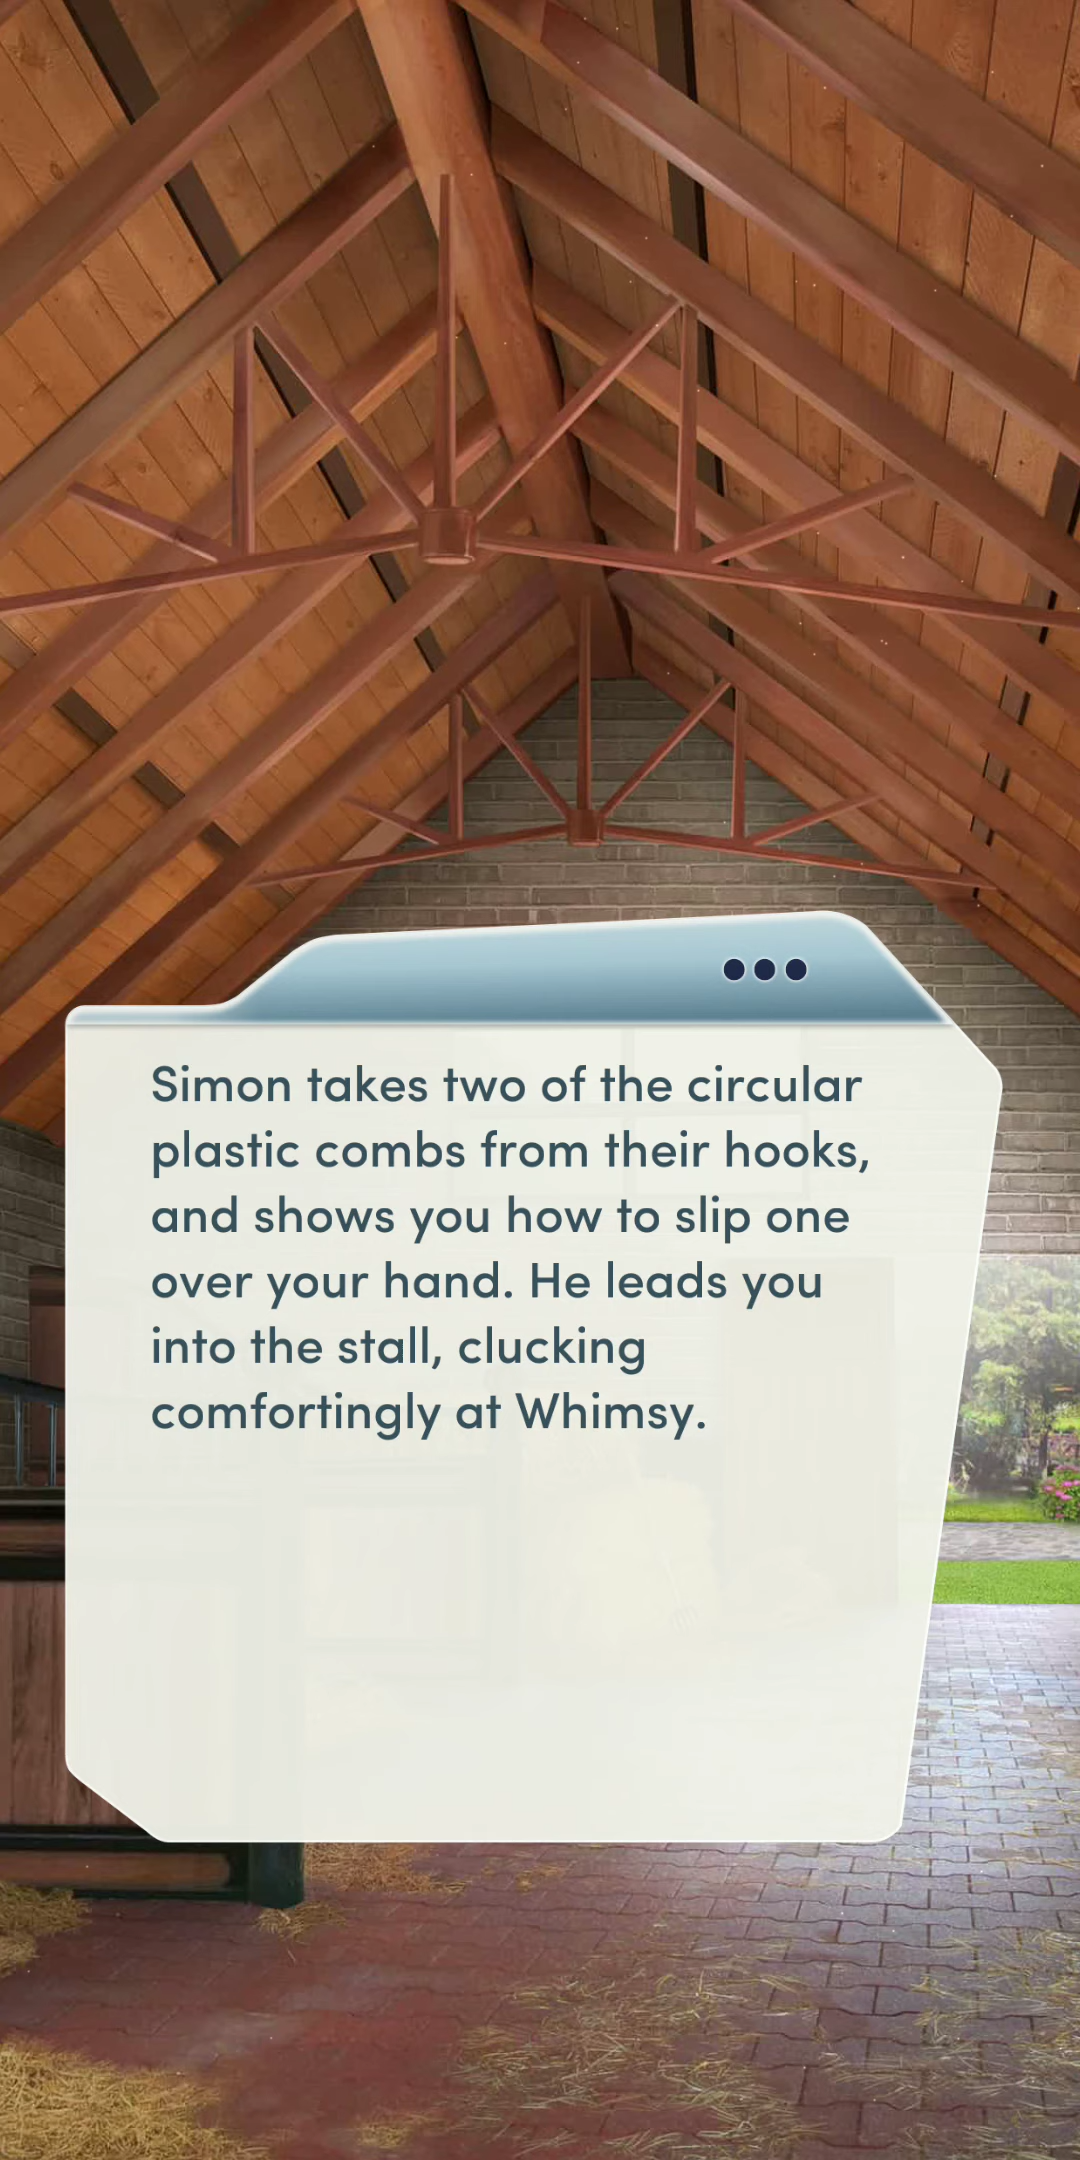 Simon takes two of the circular
plastic combs from their hooks,
and shows you how to slip one
over your hand. He leads you
into the stall, clucking
comfortingly at Whimsy.